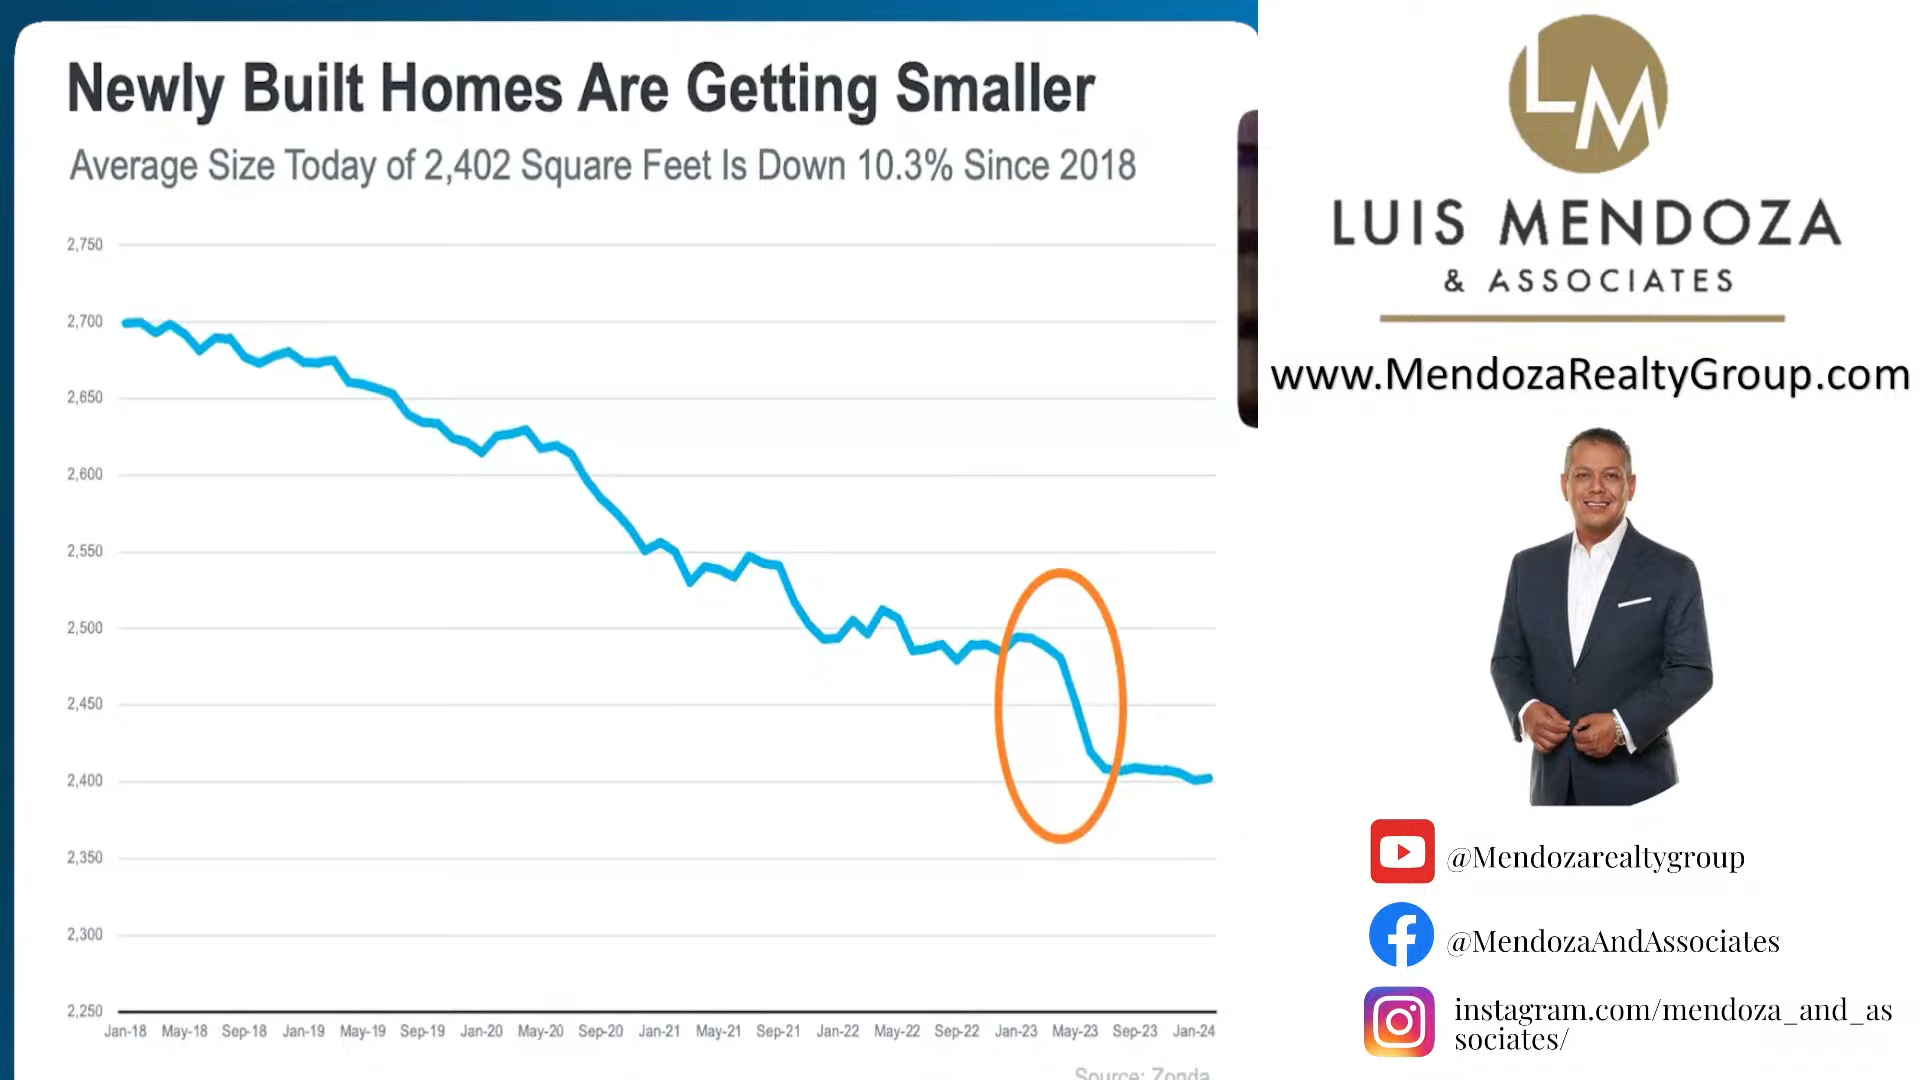 Newly Built Homes Are Getting Smaller
Average Size Today of 2,402 Square Feet Is Down 10.3% Since 2018
2,750
2,700
2,650
2,600
2,550
2,500
2,450
2,400
2,350
2,300
2,250
Jan-18 May-18 Sep-18 Jan-19 May-19 Sep-19 Jan-20 May-20 Sep-20 Jan-21 May-21 Sep-21 Jan-22 May-22 Sep-22 Jan-23 May-23 Sep-23 Jan-24
Source: Zonda
LM
LUIS MENDOZA
& ASSOCIATES
www.MendozaRealtyGroup.com
@Mendozarealtygroup
@MendozaAndAssociates
instagram.com/mendoza_and_as
sociates/